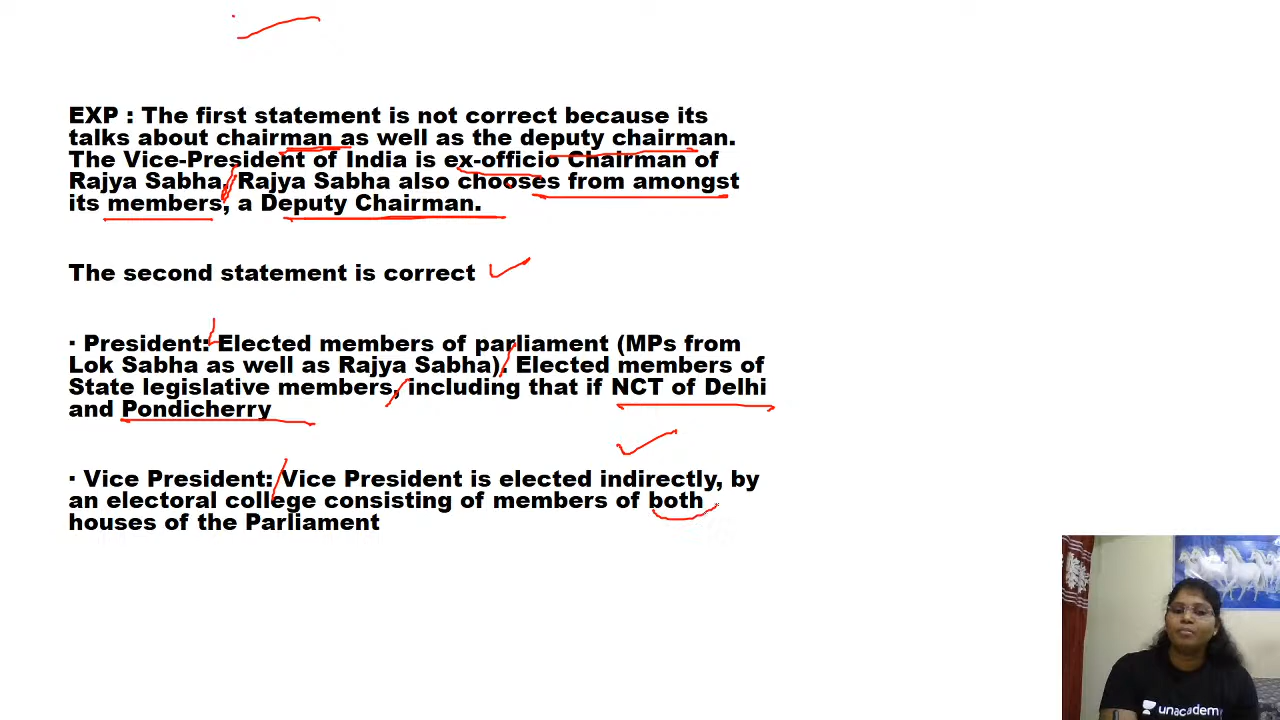 EXP : The first statement is not correct because its
talks about chairman as well as the deputy chairman.
The Vice-President of India is ex-officio Chairman of
Rajya Sabha, Rajya Sabha also chooses from amongst
its members, a Deputy Chairman.
The second statement is correct
· President: Elected members of parliament (MPs from
Lok Sabha as well as Rajya Sabha). Elected members of
State legislative members, including that if NCT of Delhi
and Pondicherry
· Vice President: Vice President is elected indirectly, by
an electoral college consisting of members of both
houses of the Parliament
unacademy